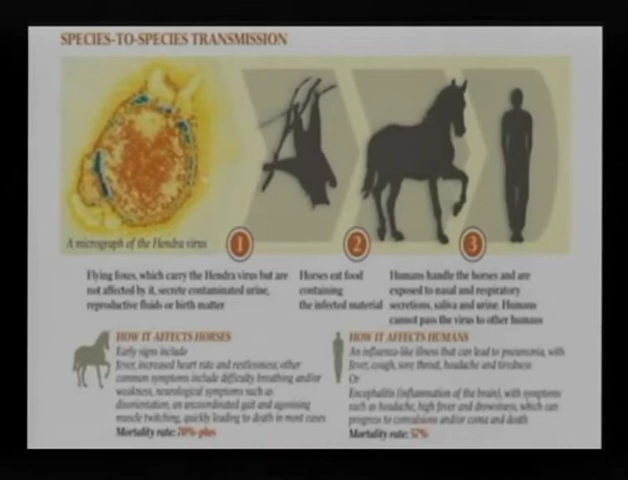 SPECIES-TO-SPECIES TRANSMISSION
A micrograph of the Hendra virus
1
2
3
Flying foxes, which carry the Hendra virus but are
not affected by it, secrete contaminated urine,
reproductive fluids or birth matter
Horses eat food
containing
the infected material
Humans handle the horses and are
exposed to nasal and respiratory
secretions, saliva and urine. Humans
cannot pass the virus to other humans
HOW IT AFFECTS HORSES
Early signs include
fever, increased heart rate and restlessness; other
common symptoms include difficulty breathing and/or
weakness, neurological symptoms such as
disorientation, an uncoordinated gait and agonising
muscle twitching, quickly leading to death in most cases
Mortality rate: 70% plus
HOW IT AFFECTS HUMANS
An influenza-like illness that can lead to pneumonia, with
fever, cough, sore throat, headache and tiredness
Or
Encephalitis (inflammation of the brain), with symptoms
such as headache, high fever and drowsiness, which can
progress to convulsions and/or coma and death
Mortality rate: 57%